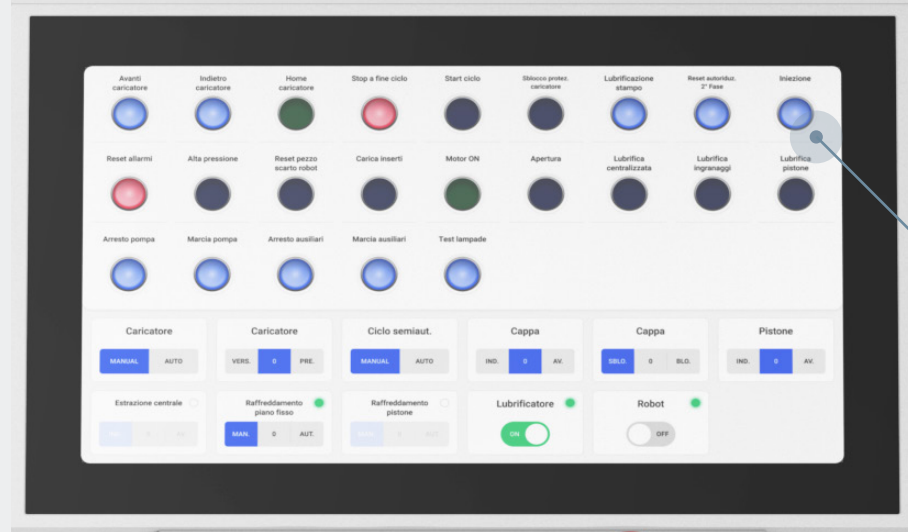 Avanti
caricatore
Indietro
caricatore
Home
caricatore
Stop a fine ciclo
Start ciclo
Sblocco protez.
caricatore
Lubrificazione
stampo
Reset autoriduz.
2° Fase
Iniezione
Reset allarmi
Alta pressione
Reset pezzo
scarto robot
Carica inserti
Motor ON
Apertura
Lubrifica
centralizzata
Lubrifica
ingranaggi
Lubrifica
pistone
Arresto pompa
Marcia pompa
Arresto ausiliari
Marcia ausiliari
Test lampade
Caricatore
MANUAL AUTO
Caricatore
VERS. 0 PRE.
Ciclo semiaut.
MANUAL AUTO
Cappa
IND. 0 AV.
Cappa
SBLO. 0 BLO.
Pistone
IND. 0 AV.
Estrazione centrale
0
Raffreddamento
piano fisso
MAN. 0 AUT.
Raffreddamento
pistone
MAN. 0 AUT.
Lubrificatore
ON
Robot
OFF